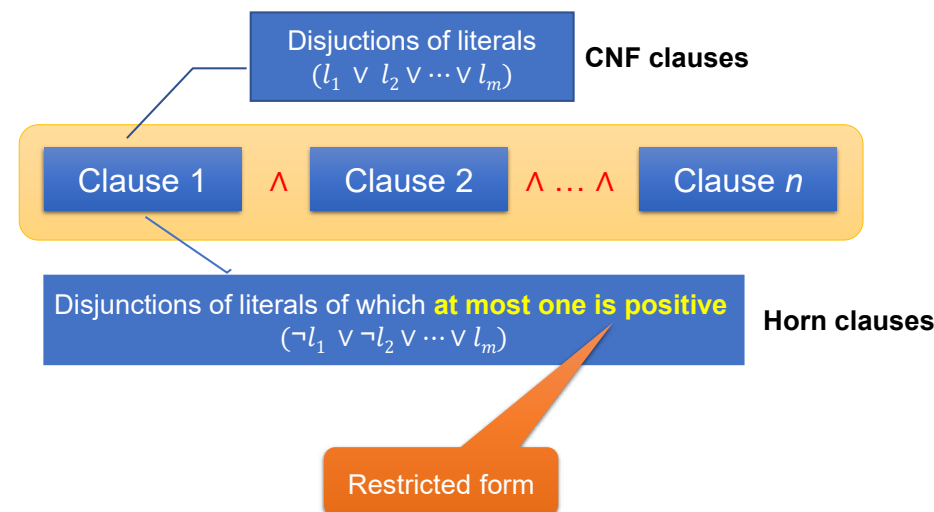 Disjuctions of literals
(l₁ ∨ l₂ ∨ ⋯ ∨ lₘ)
CNF clauses
Clause 1 ∧ Clause 2 ∧ … ∧ Clause n
Disjunctions of literals of which at most one is positive
(¬l₁ ∨ ¬l₂ ∨ ⋯ ∨ lₘ)
Horn clauses
Restricted form